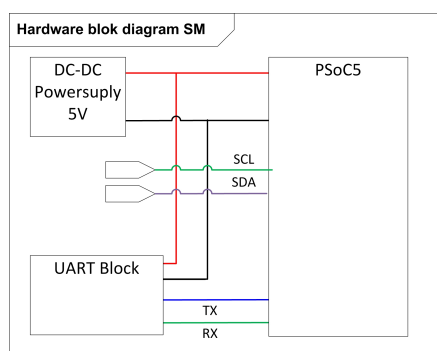 Hardware blok diagram SM
DC-DC
Powersuply
5V
PSoC5
SCL
SDA
UART Block
TX
RX